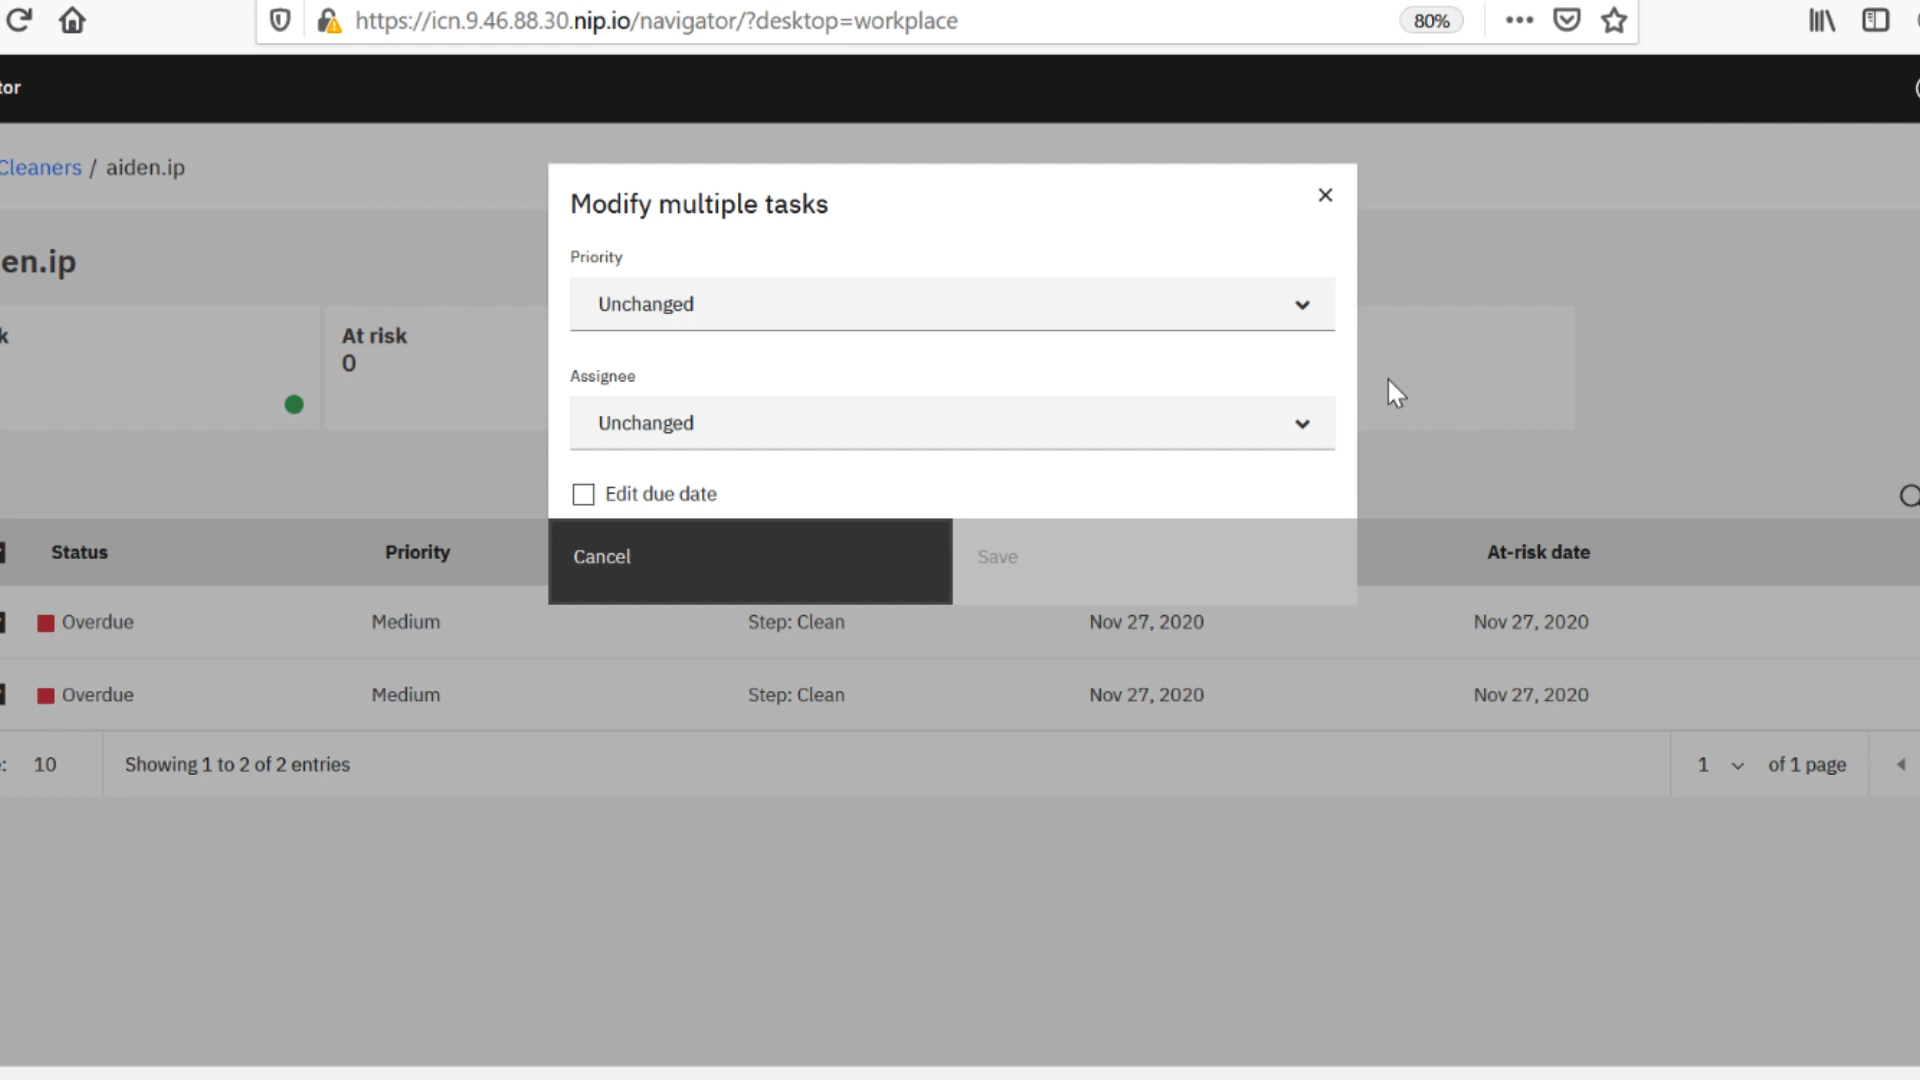 https://icn.9.46.88.30.nip.io/navigator/?desktop=workplace
80%
tor
Cleaners / aiden.ip
en.ip
k
At risk
0
Modify multiple tasks
Priority
Unchanged
Assignee
Unchanged
Edit due date
Cancel
Save
Status
Priority
At-risk date
Overdue
Medium
Step: Clean
Nov 27, 2020
Nov 27, 2020
Overdue
Medium
Step: Clean
Nov 27, 2020
Nov 27, 2020
: 10
Showing 1 to 2 of 2 entries
1
of 1 page